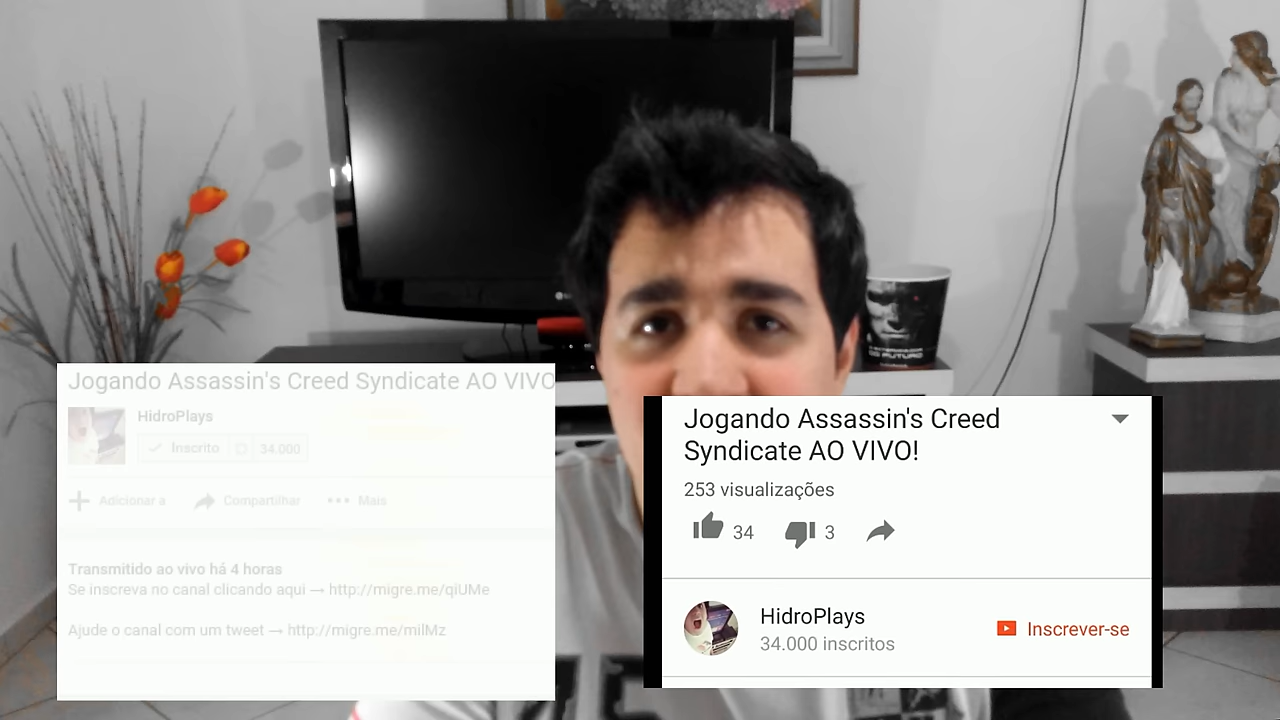 Jogando Assassin's Creed Syndicate AO VIVO
HidroPlays
Inscrito
34.000
Adicionar a
Compartilhar
Mais
Transmitido ao vivo há 4 horas
Se inscreva no canal clicando aqui → http://migre.me/qiUMe
Ajude o canal com um tweet → http://migre.me/milMz
Jogando Assassin's Creed
Syndicate AO VIVO!
253 visualizações
34
3
HidroPlays
34.000 inscritos
Inscrever-se
DO FUTURO